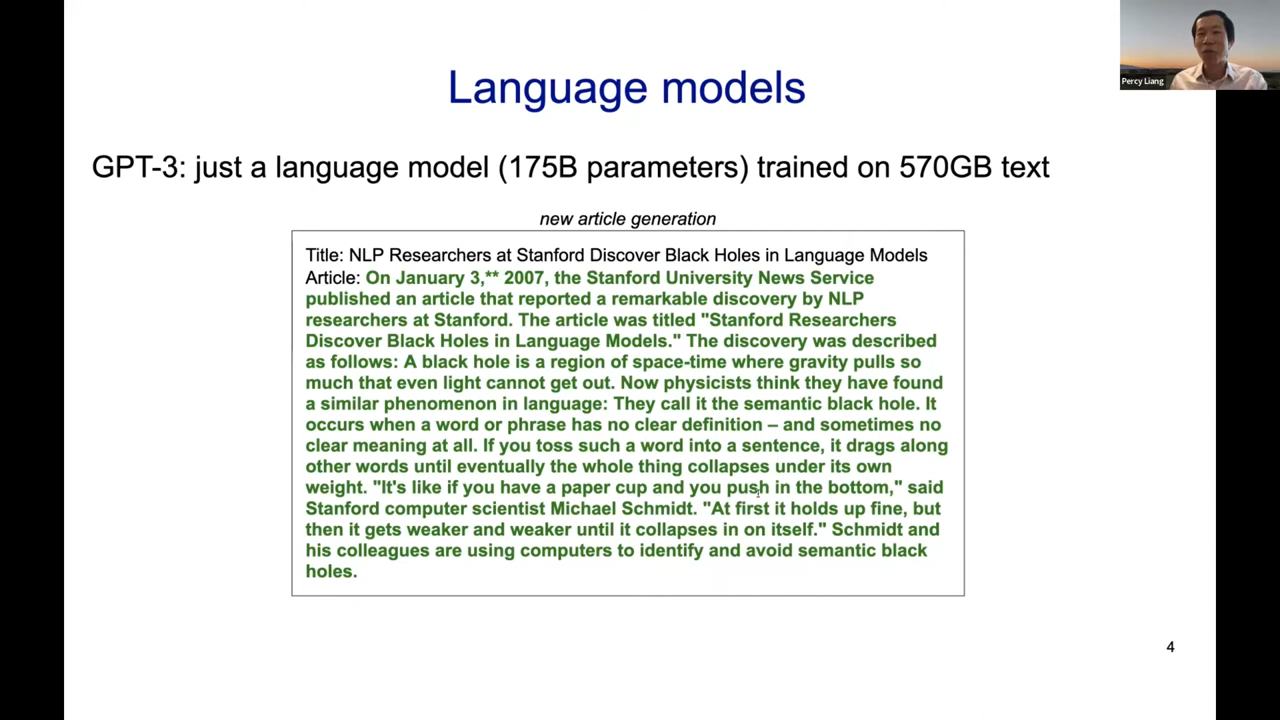 Percy Liang
Language models
GPT-3: just a language model (175B parameters) trained on 570GB text
new article generation
Title: NLP Researchers at Stanford Discover Black Holes in Language Models
Article: On January 3,** 2007, the Stanford University News Service
published an article that reported a remarkable discovery by NLP
researchers at Stanford. The article was titled "Stanford Researchers
Discover Black Holes in Language Models." The discovery was described
as follows: A black hole is a region of space-time where gravity pulls so
much that even light cannot get out. Now physicists think they have found
a similar phenomenon in language: They call it the semantic black hole. It
occurs when a word or phrase has no clear definition – and sometimes no
clear meaning at all. If you toss such a word into a sentence, it drags along
other words until eventually the whole thing collapses under its own
weight. "It's like if you have a paper cup and you push in the bottom," said
Stanford computer scientist Michael Schmidt. "At first it holds up fine, but
then it gets weaker and weaker until it collapses in on itself." Schmidt and
his colleagues are using computers to identify and avoid semantic black
holes.
4